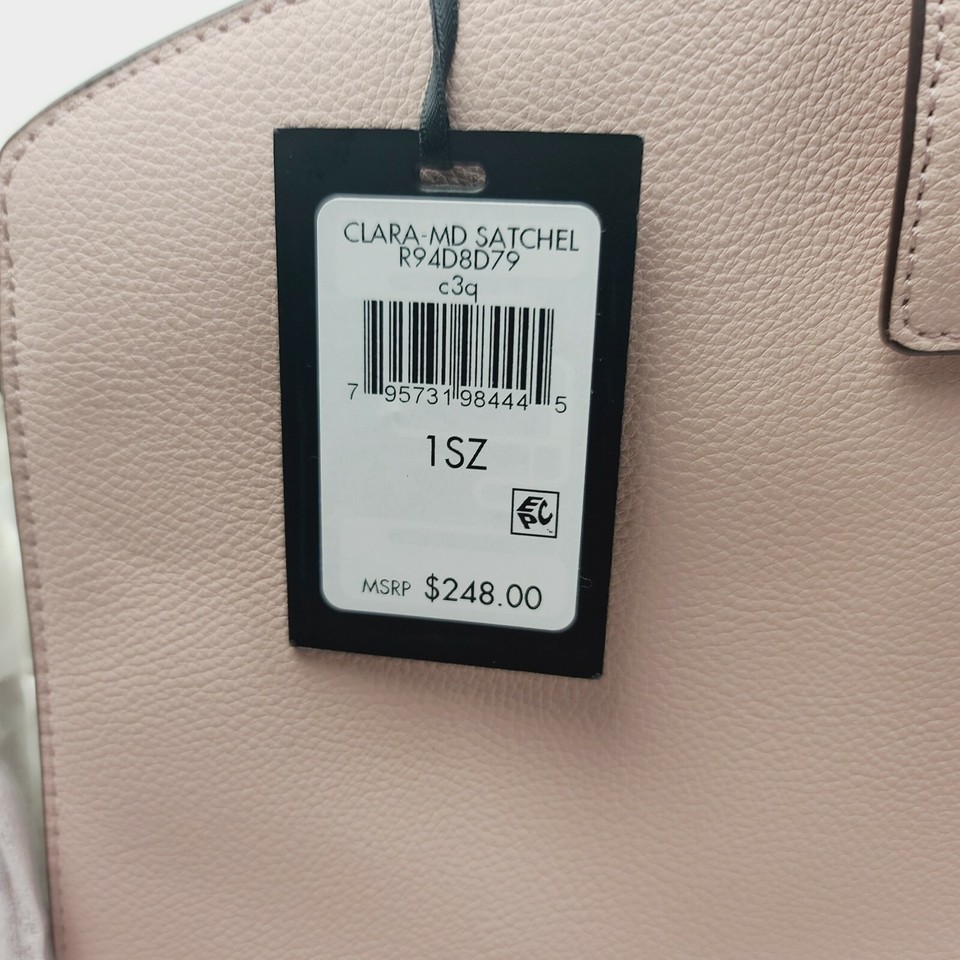 CLARA-MD SATCHEL
R94D8D79
c3q
7 95731 98444 5
1SZ
EPC
MSRP $248.00